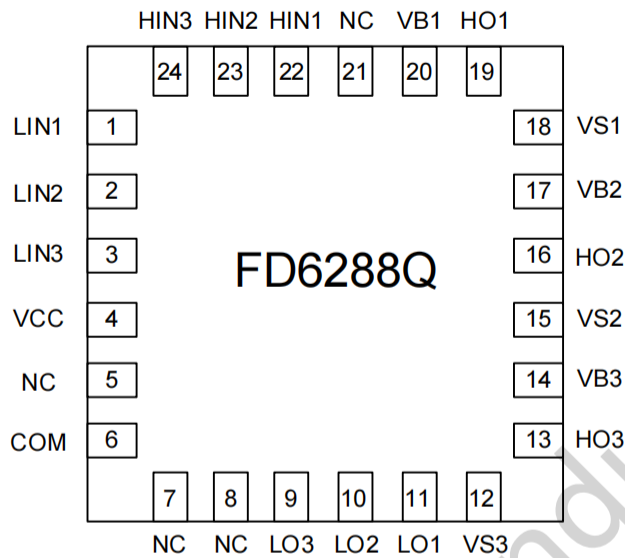 HIN3 HIN2 HIN1 NC VB1 HO1
24 23 22 21 20 19
LIN1 1 18 VS1
LIN2 2 17 VB2
LIN3 3 16 HO2
FD6288Q
VCC 4 15 VS2
NC 5 14 VB3
COM 6 13 HO3
7 8 9 10 11 12
NC NC LO3 LO2 LO1 VS3